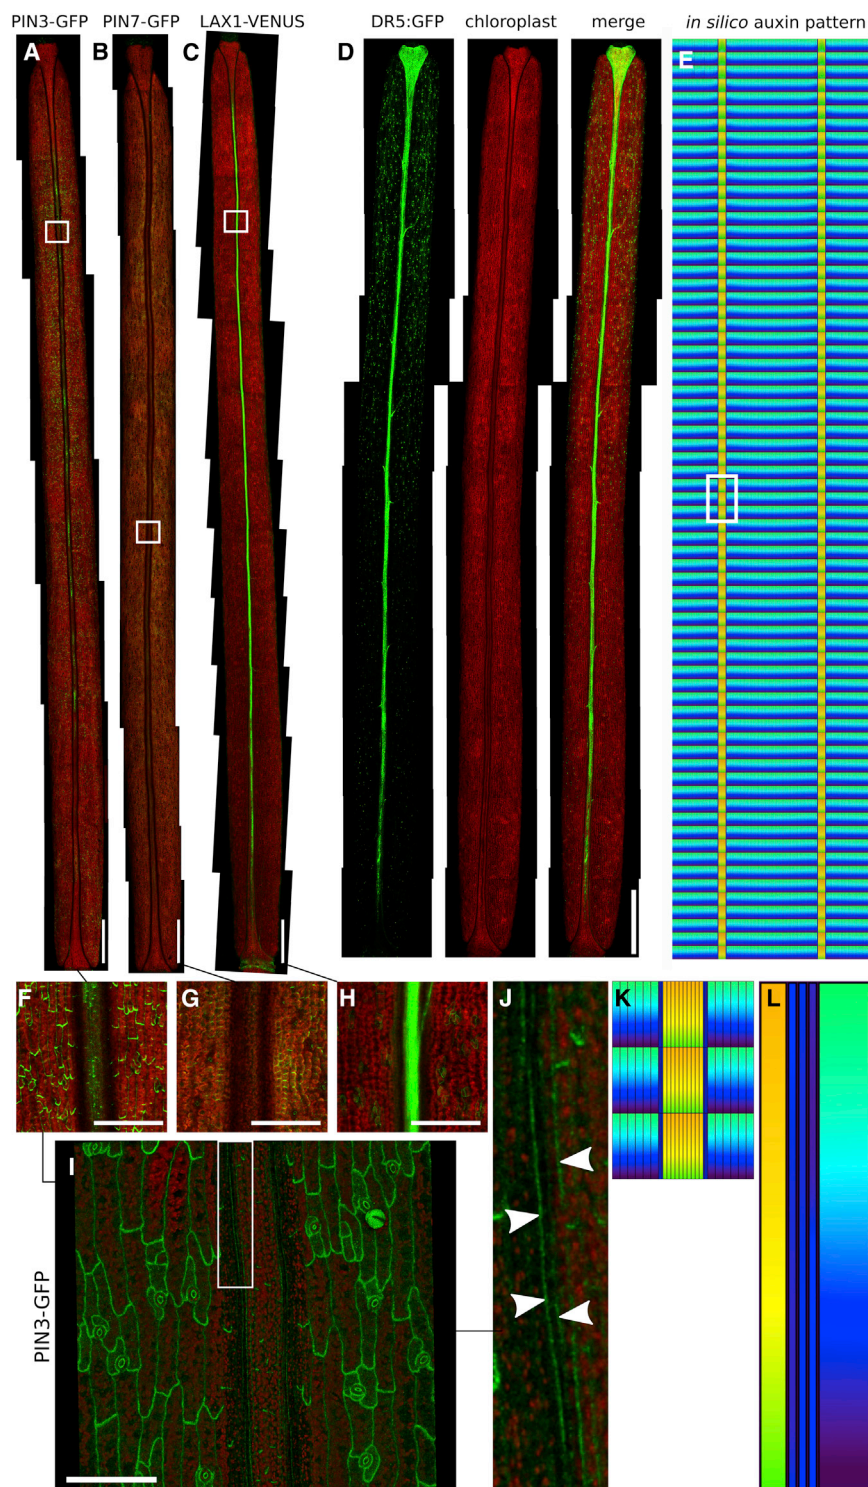 PIN3-GFP PIN7-GFP LAX1-VENUS DR5:GFP chloroplast merge in silico auxin pattern
A B C D E
F G H J K L
I
PIN3-GFP